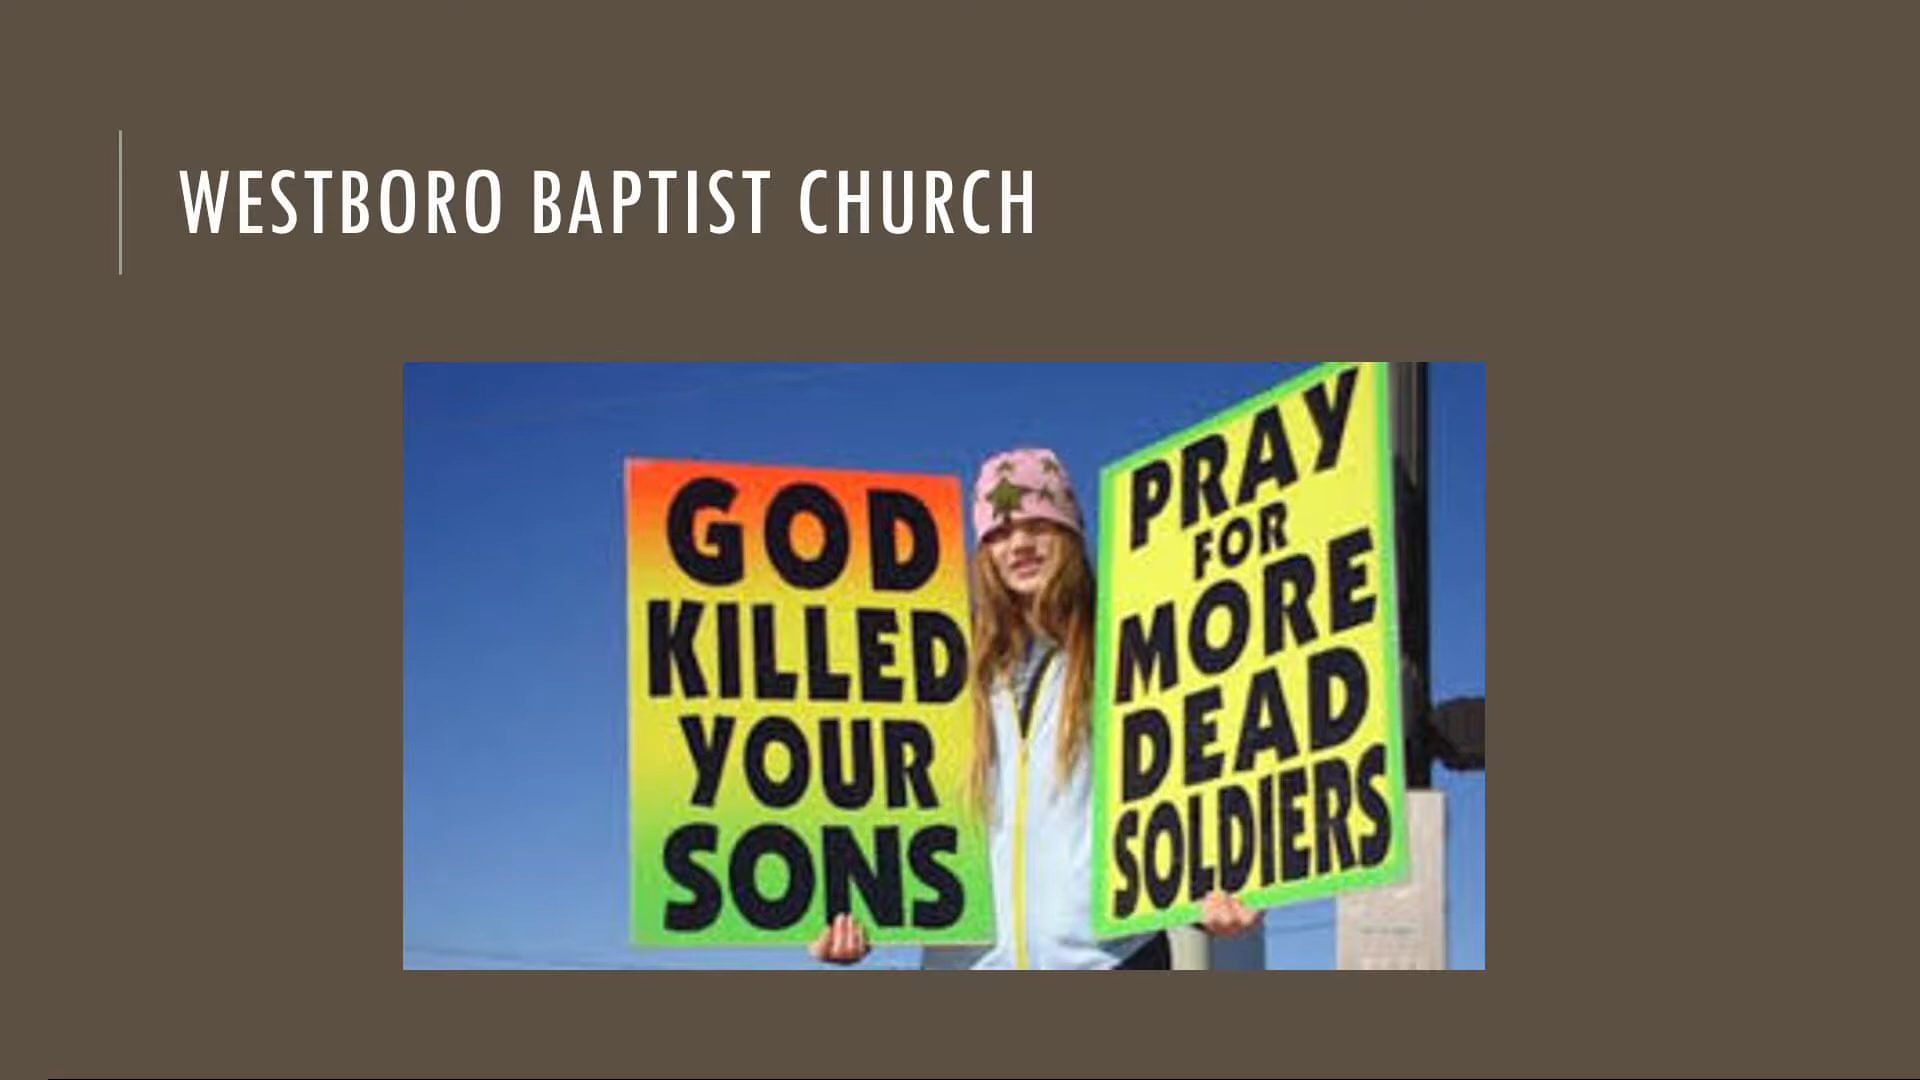 WESTBORO BAPTIST CHURCH
GOD
KILLED
YOUR
SONS
PRAY
FOR
MORE
DEAD
SOLDIERS